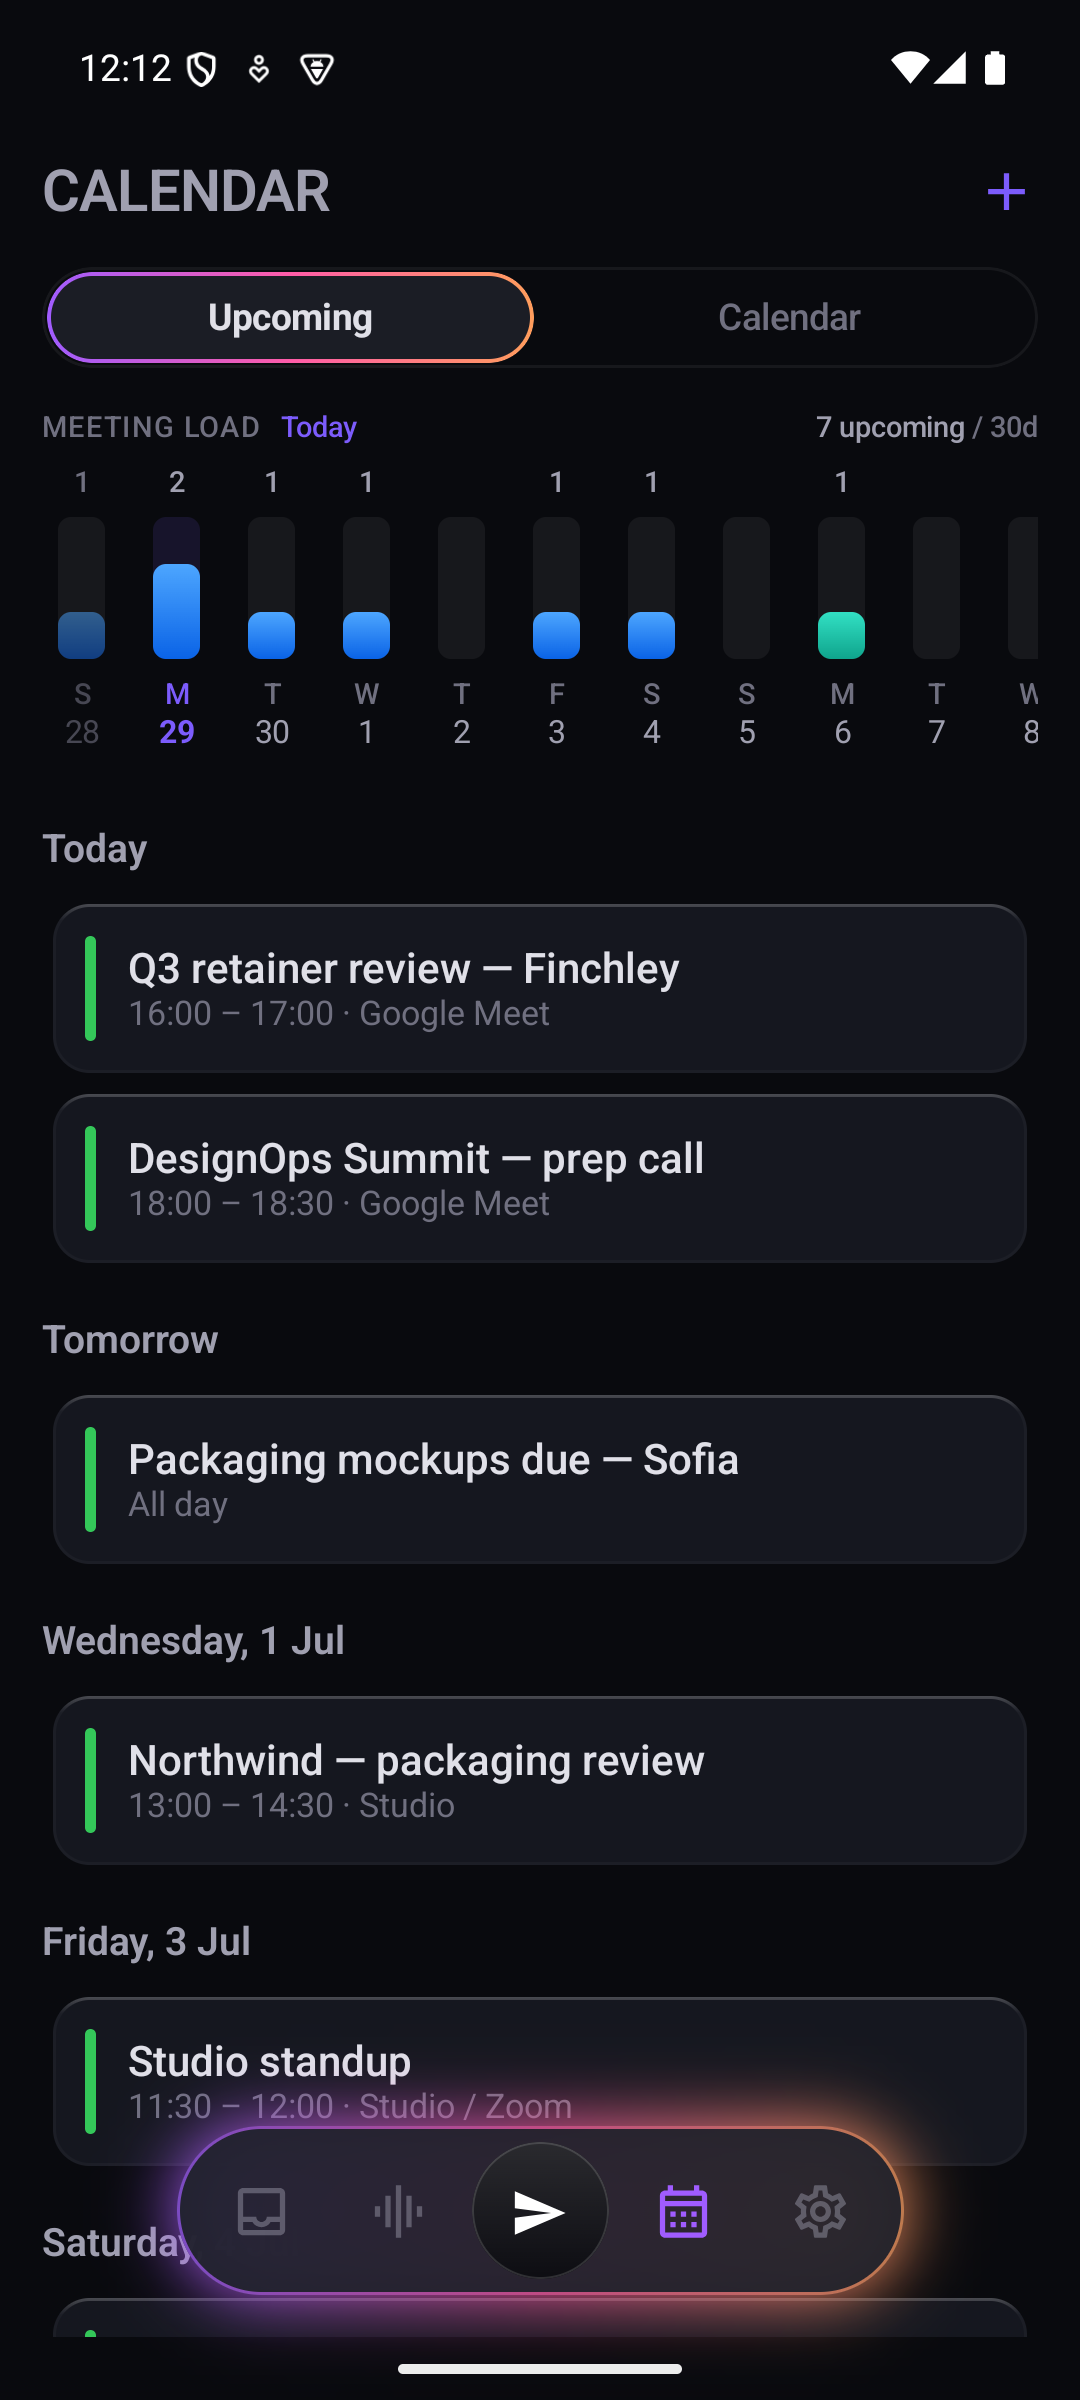 12:12
CALENDAR
Upcoming
Calendar
MEETING LOAD Today
7 upcoming / 30d
1 2 1 1 1 1 1
S M T W T F S S M T W
28 29 30 1 2 3 4 5 6 7 8
Today
Q3 retainer review — Finchley
16:00 – 17:00 · Google Meet
DesignOps Summit — prep call
18:00 – 18:30 · Google Meet
Tomorrow
Packaging mockups due — Sofia
All day
Wednesday, 1 Jul
Northwind — packaging review
13:00 – 14:30 · Studio
Friday, 3 Jul
Studio standup
11:30 – 12:00 · Studio / Zoom
Saturday